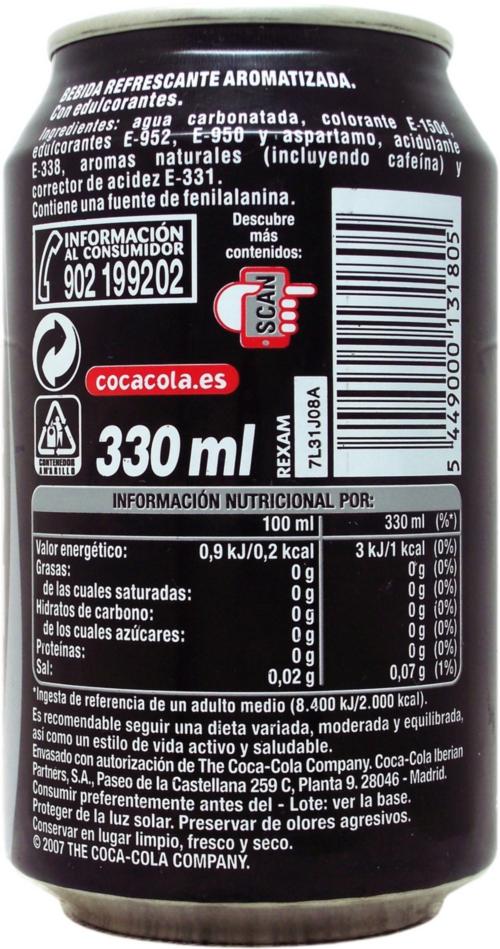 BEBIDA REFRESCANTE AROMATIZADA.
Con edulcorantes.
Ingredientes: agua carbonatada, colorante E-150d,
edulcorantes E-952, E-950 y aspartamo, acidulante
E-338, aromas naturales (incluyendo cafeína) y
corrector de acidez E-331.
Contiene una fuente de fenilalanina.
INFORMACIÓN
AL CONSUMIDOR
902 199202
Descubre
más
contenidos:
SCAN
cocacola.es
CONTENEDOR
AMARILLO
330 ml
REXAM
7L31J08A
5 449000 131805
INFORMACIÓN NUTRICIONAL POR:
100 ml 330 ml (%*)
Valor energético: 0,9 kJ/0,2 kcal 3 kJ/1 kcal (0%)
Grasas: 0 g 0 g (0%)
de las cuales saturadas: 0 g 0 g (0%)
Hidratos de carbono: 0 g 0 g (0%)
de los cuales azúcares: 0 g 0 g (0%)
Proteínas: 0 g 0 g (0%)
Sal: 0,02 g 0,07 g (1%)
*Ingesta de referencia de un adulto medio (8.400 kJ/2.000 kcal).
Es recomendable seguir una dieta variada, moderada y equilibrada,
así como un estilo de vida activo y saludable.
Envasado con autorización de The Coca-Cola Company. Coca-Cola Iberian
Partners, S.A., Paseo de la Castellana 259 C, Planta 9. 28046 - Madrid.
Consumir preferentemente antes del - Lote: ver la base.
Proteger de la luz solar. Preservar de olores agresivos.
Conservar en lugar limpio, fresco y seco.
© 2007 THE COCA-COLA COMPANY.